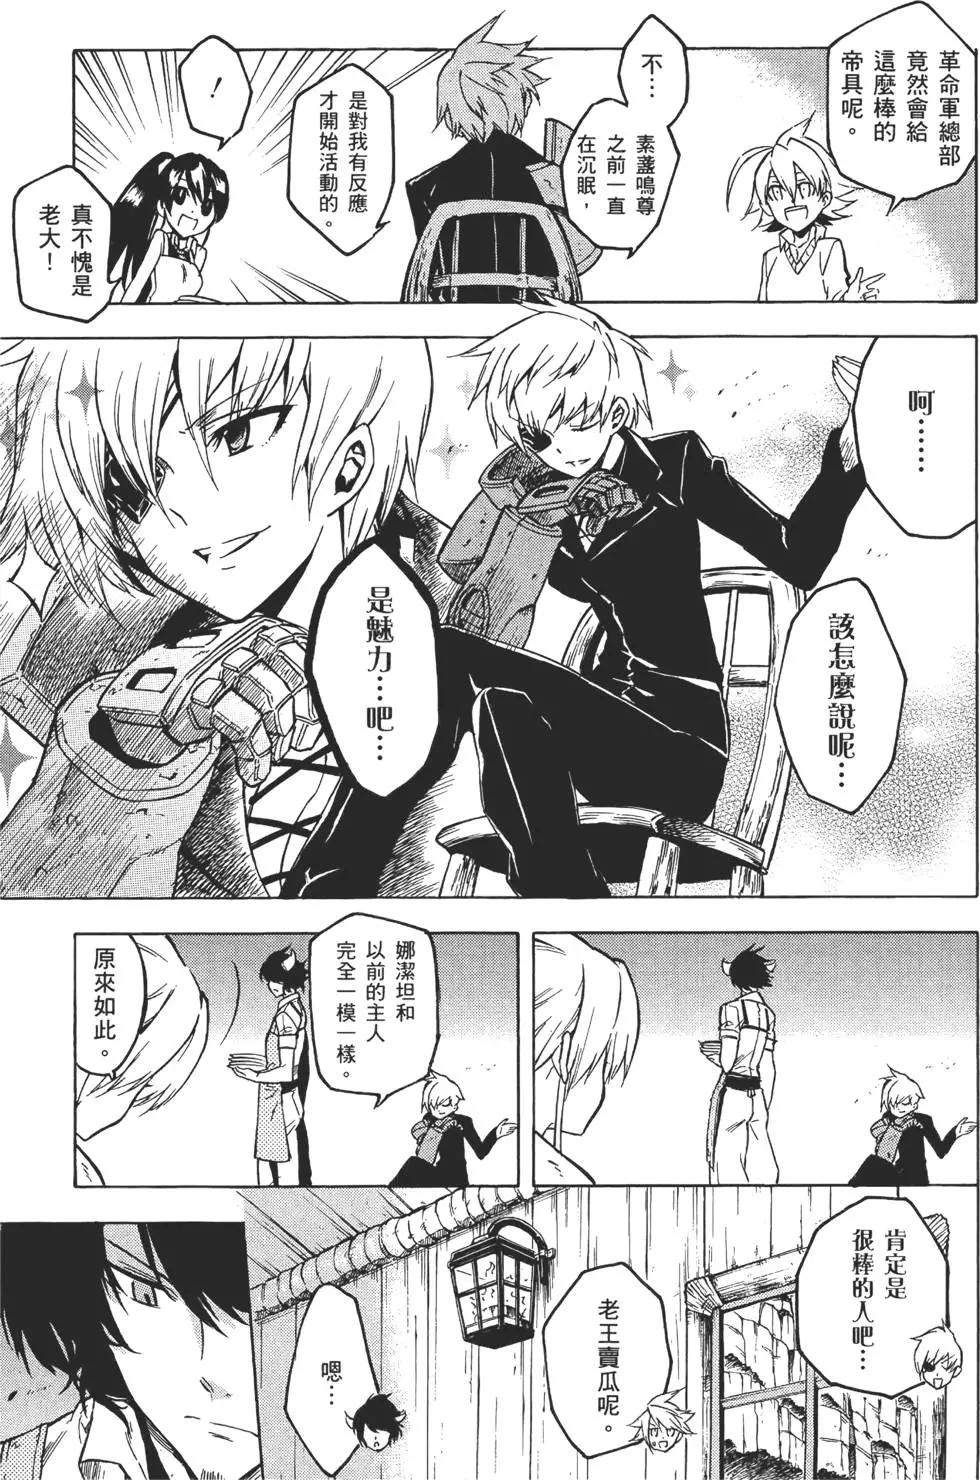 革命軍總部
竟然會給
這麼棒的
帝具呢。
不…
素盞鳴尊
之前一直
在沉眠，
是對我有反應
才開始活動的。
！
真不愧是
老大！
呵……
該怎麼說呢…
是魅力…吧…
娜潔坦和
以前的主人
完全一模一樣。
原來如此。
肯定是
很棒的人吧…
老王賣瓜呢。
嗯…